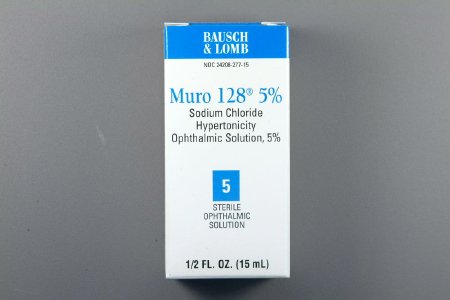 BAUSCH
& LOMB
NDC 24208-277-15
Muro 128® 5%
Sodium Chloride
Hypertonicity
Ophthalmic Solution, 5%
5
STERILE
OPHTHALMIC
SOLUTION
1/2 FL. OZ. (15 mL)